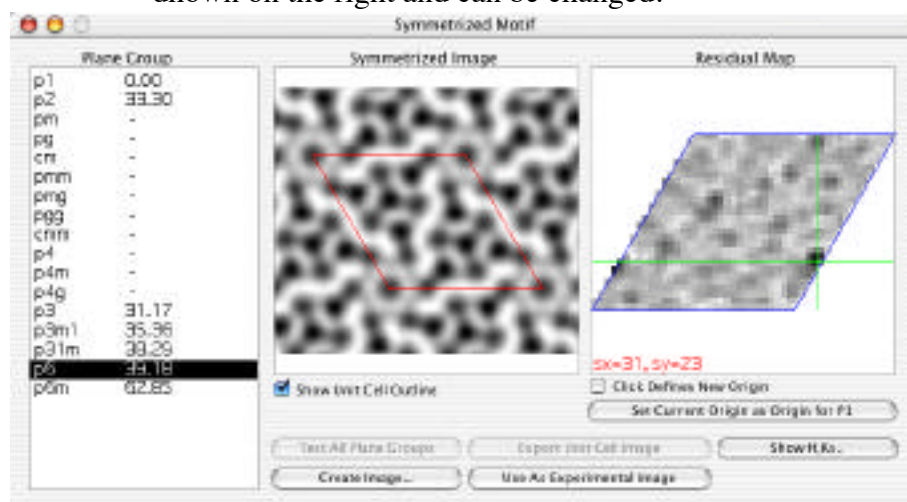 shown on the right and can be changed.
Symmetrized Motif
Plane Group
p1 0.00
p2 33.30
pm -
pg -
cm -
pmm -
pmg -
pgg -
cmm -
p4 -
p4m -
p4g -
p3 31.17
p3m1 35.36
p31m 38.29
p6
p6m 62.85
Symmetrized Image
Show Unit Cell Outline
Residual Map
sx=31, sy=23
Click Defines New Origin
Set Current Origin as Origin for P1
Test All Plane Groups
Export Unit Cell Image
Show H,Ks..
Create Image...
Use As Experimental Image